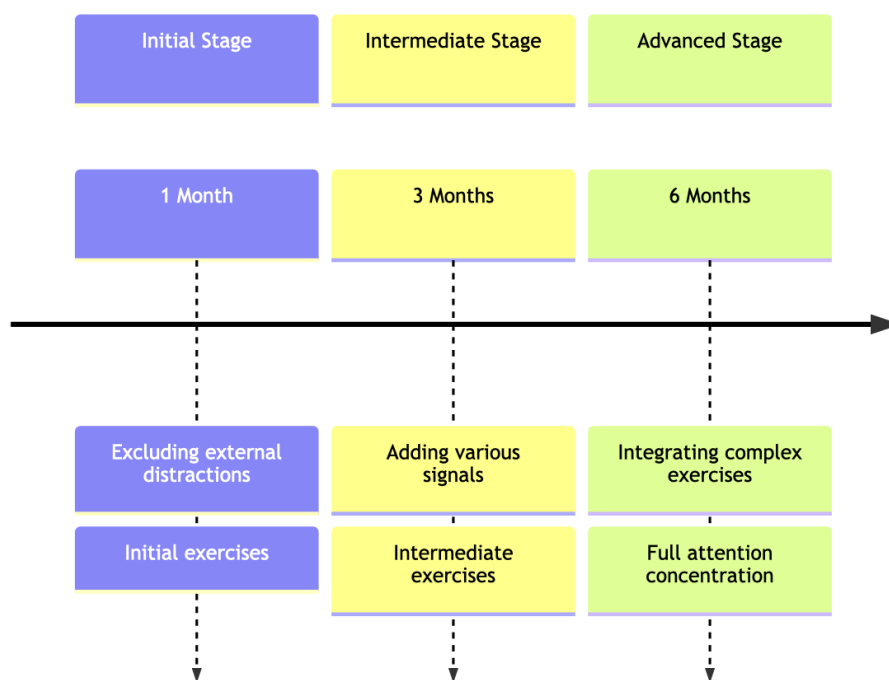 Initial Stage
Intermediate Stage
Advanced Stage
1 Month
3 Months
6 Months
Excluding external
distractions
Adding various
signals
Integrating complex
exercises
Initial exercises
Intermediate
exercises
Full attention
concentration